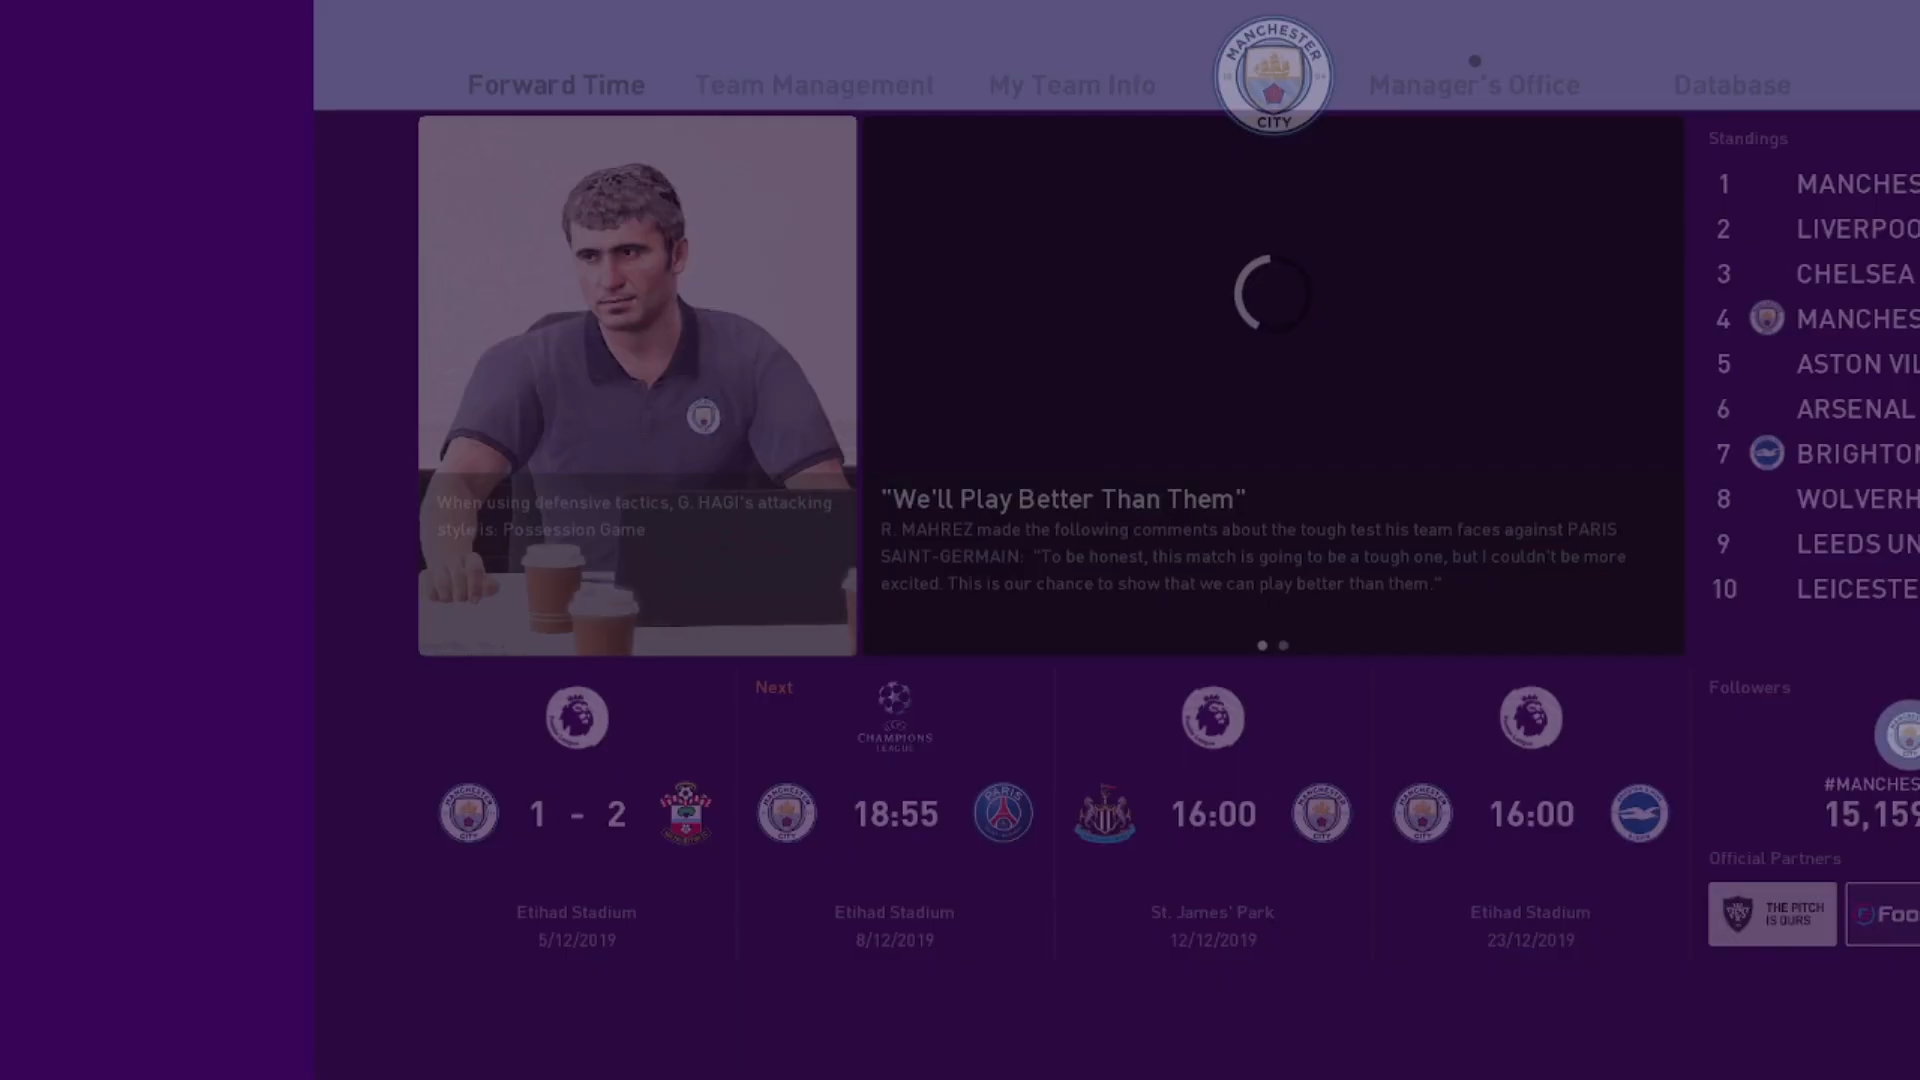 Forward Time
Team Management
My Team Info
MANCHESTER
CITY
Manager's Office
Database
When using defensive tactics, G. HAGI's attacking
style is: Possession Game
"We'll Play Better Than Them"
R. MAHREZ made the following comments about the tough test his team faces against PARIS
SAINT-GERMAIN: "To be honest, this match is going to be a tough one, but I couldn't be more
excited. This is our chance to show that we can play better than them."
Standings
1 MANCHES
2 LIVERPOO
3 CHELSEA
4 MANCHES
5 ASTON VIL
6 ARSENAL
7 BRIGHTON
8 WOLVERH
9 LEEDS UN
10 LEICESTE
1 - 2
Etihad Stadium
5/12/2019
Next
CHAMPIONS
LEAGUE
18:55
PARIS
Etihad Stadium
8/12/2019
16:00
St. James' Park
12/12/2019
16:00
Etihad Stadium
23/12/2019
Followers
#MANCHES
15,159
Official Partners
THE PITCH
IS OURS
Foo